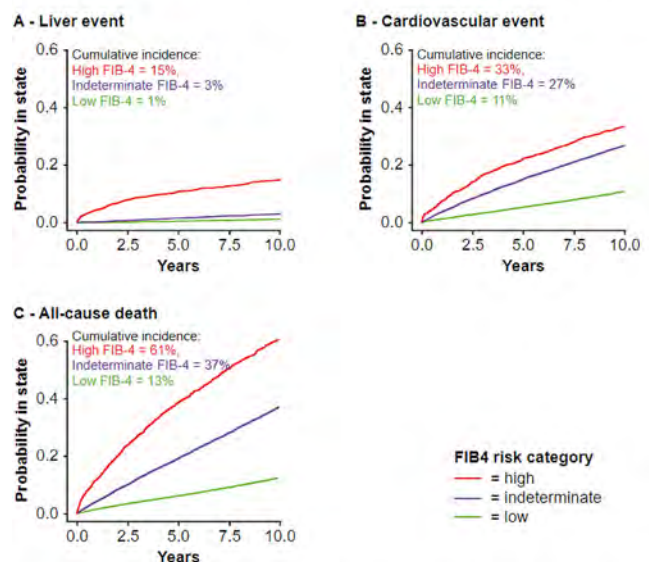 A - Liver event
0.6
0.4
0.2
0.0
Probability in state
Cumulative incidence:
High FIB-4 = 15%,
Indeterminate FIB-4 = 3%
Low FIB-4 = 1%
0.0 2.5 5.0 7.5 10.0
Years
B - Cardiovascular event
0.6
0.4
0.2
0.0
Probability in state
Cumulative incidence:
High FIB-4 = 33%,
Indeterminate FIB-4 = 27%
Low FIB-4 = 11%
0.0 2.5 5.0 7.5 10.0
Years
C - All-cause death
0.6
0.4
0.2
0.0
Probability in state
Cumulative incidence:
High FIB-4 = 61%,
Indeterminate FIB-4 = 37%
Low FIB-4 = 13%
0.0 2.5 5.0 7.5 10.0
Years
FIB4 risk category
= high
= indeterminate
= low